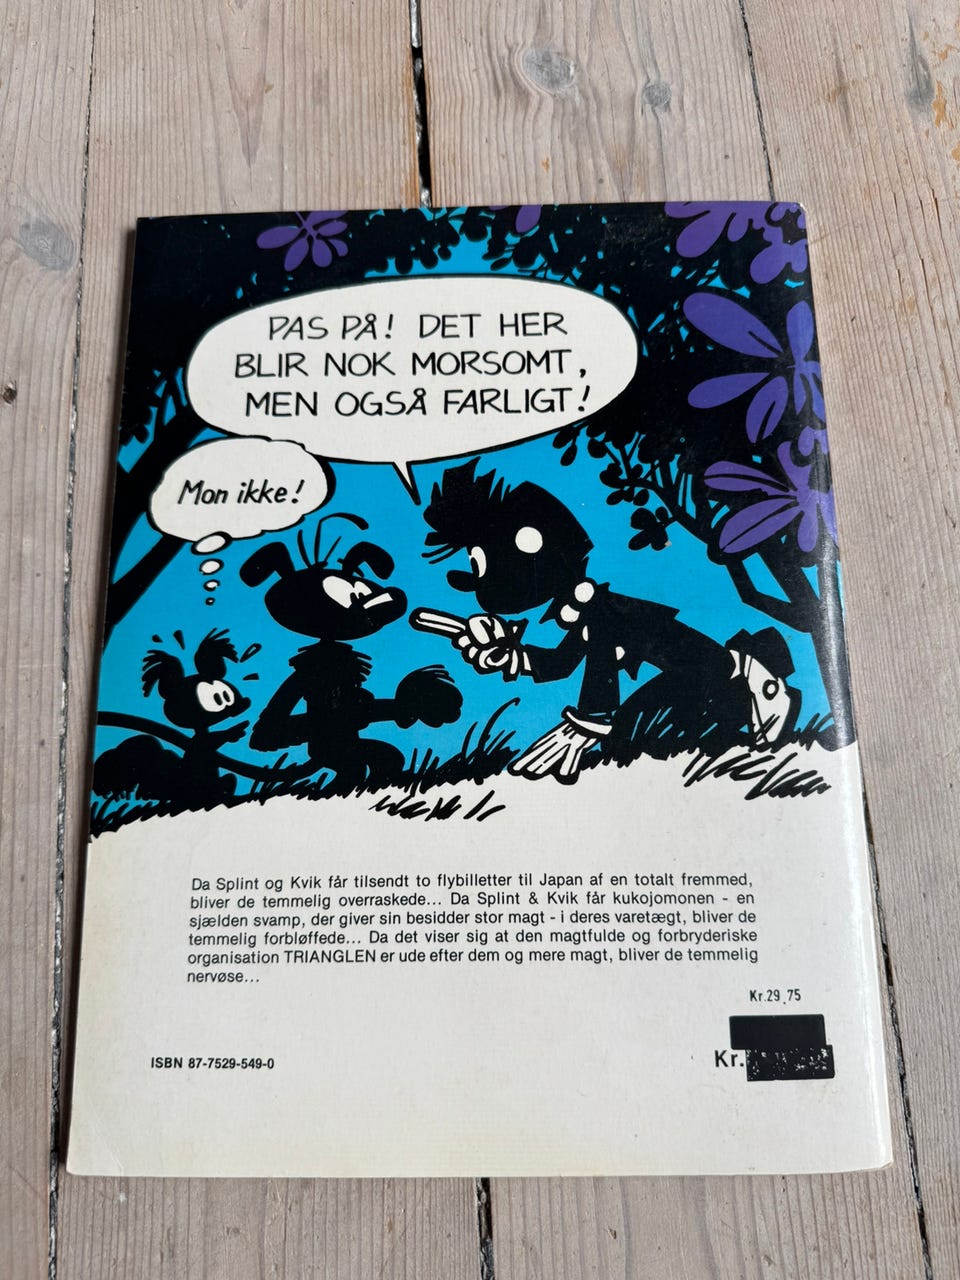 PAS PÅ! DET HER
BLIR NOK MORSOMT,
MEN OGSÅ FARLIGT!
Mon ikke!
Da Splint og Kvik får tilsendt to flybilletter til Japan af en totalt fremmed,
bliver de temmelig overraskede... Da Splint & Kvik får kukojomonen - en
sjælden svamp, der giver sin besidder stor magt - i deres varetægt, bliver de
temmelig forbløffede... Da det viser sig at den magtfulde og forbryderiske
organisation TRIANGLEN er ude efter dem og mere magt, bliver de temmelig
nervøse...
Kr.29.75
ISBN 87-7529-549-0
Kr.